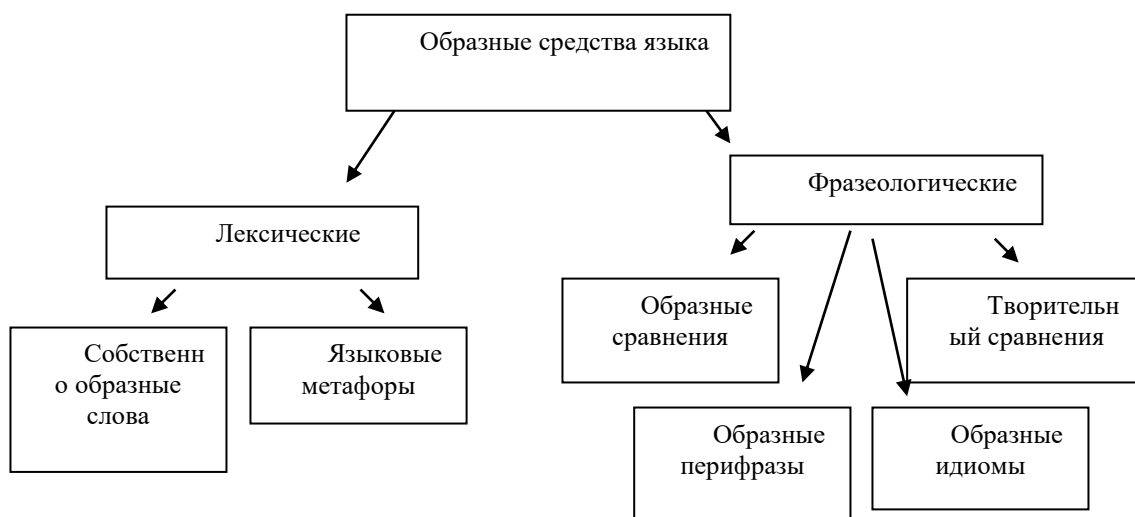 Образные средства языка
Фразеологические
Лексические
Образные
сравнения
Творительн
ый сравнения
Собственн
о образные
слова
Языковые
метафоры
Образные
перифразы
Образные
идиомы